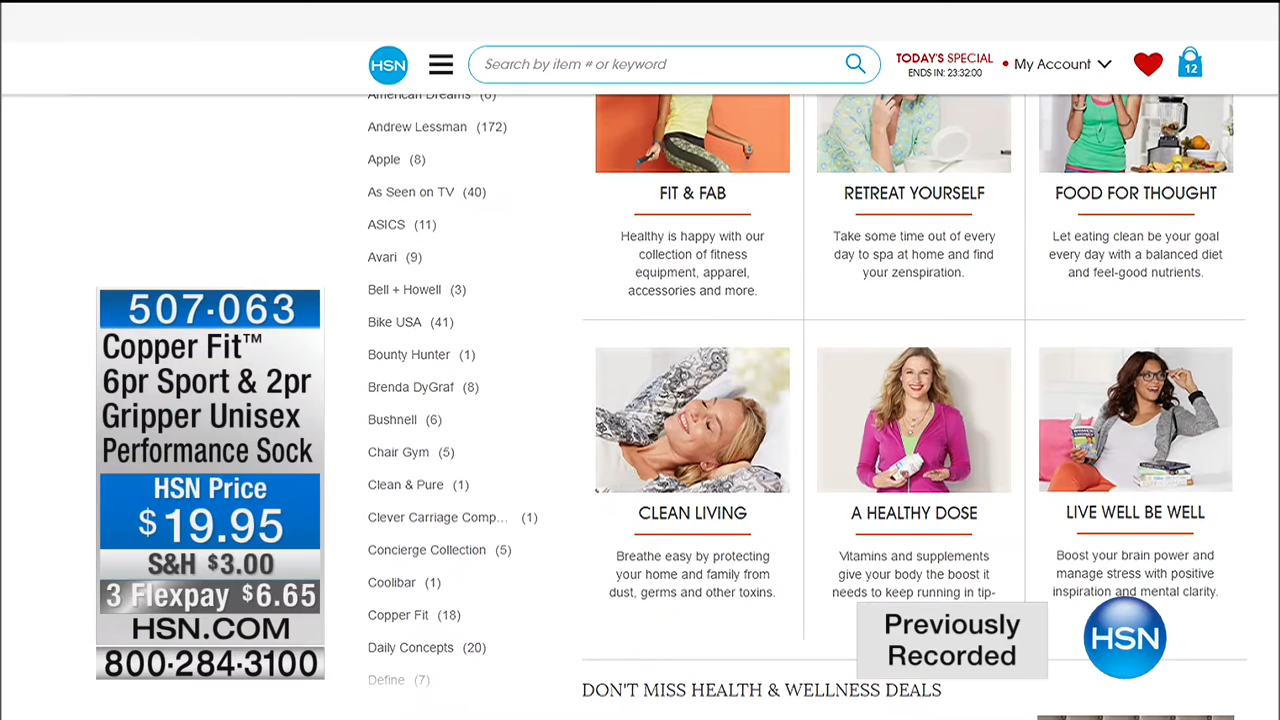 HSN
Search by item # or keyword
TODAY'S SPECIAL
ENDS IN: 23:32:00
My Account
12
American Dreams (6)
Andrew Lessman (172)
Apple (8)
As Seen on TV (40)
ASICS (11)
Avari (9)
Bell + Howell (3)
Bike USA (41)
Bounty Hunter (1)
Brenda DyGraf (8)
Bushnell (6)
Chair Gym (5)
Clean & Pure (1)
Clever Carriage Comp... (1)
Concierge Collection (5)
Coolibar (1)
Copper Fit (18)
Daily Concepts (20)
Define (7)
FIT & FAB
Healthy is happy with our
collection of fitness
equipment, apparel,
accessories and more.
RETREAT YOURSELF
Take some time out of every
day to spa at home and find
your zenspiration.
FOOD FOR THOUGHT
Let eating clean be your goal
every day with a balanced diet
and feel-good nutrients.
CLEAN LIVING
Breathe easy by protecting
your home and family from
dust, germs and other toxins.
A HEALTHY DOSE
Vitamins and supplements
give your body the boost it
needs to keep running in tip-
LIVE WELL BE WELL
Boost your brain power and
manage stress with positive
inspiration and mental clarity.
DON'T MISS HEALTH & WELLNESS DEALS
507-063
Copper Fit™
6pr Sport & 2pr
Gripper Unisex
Performance Sock
HSN Price
$19.95
S&H $3.00
3 Flexpay $6.65
HSN.COM
800-284-3100
Previously
Recorded
HSN